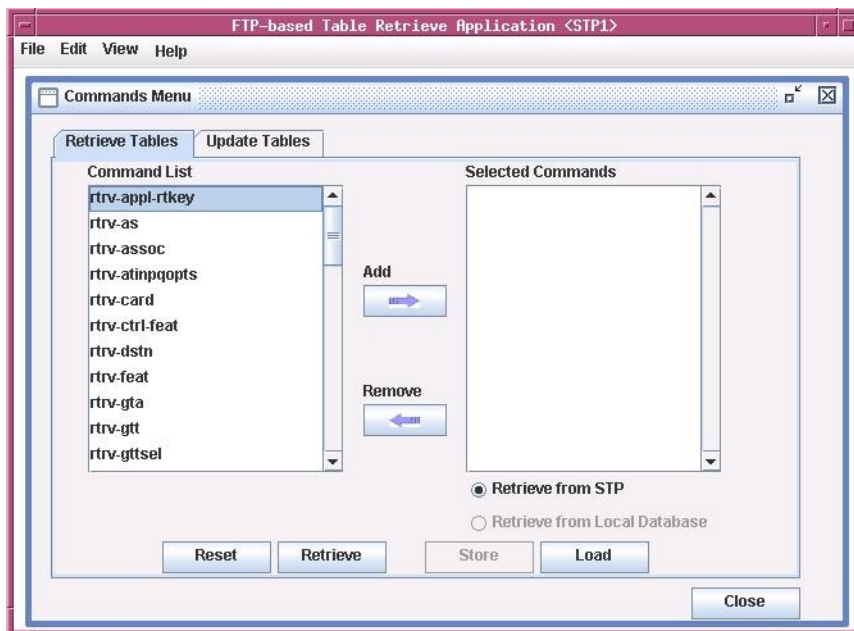 FTP-based Table Retrieve Application <STP1>
File Edit View Help
Commands Menu
Retrieve Tables Update Tables
Command List
rtrv-appl-rtkey
rtrv-as
rtrv-assoc
rtrv-atinpqopts
rtrv-card
rtrv-ctrl-feat
rtrv-dstn
rtrv-feat
rtrv-gta
rtrv-gtt
rtrv-gttsel
Add
Remove
Selected Commands
Retrieve from STP
Retrieve from Local Database
Reset Retrieve Store Load
Close